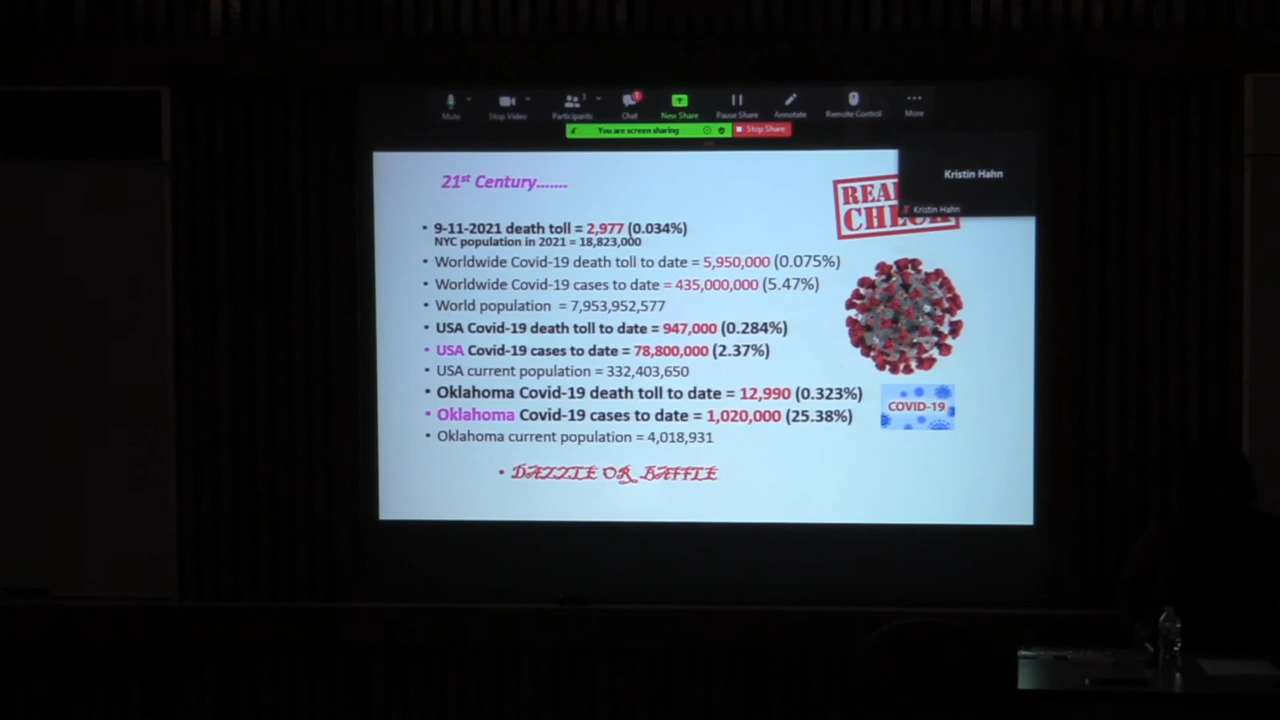 Mute
Stop Video
Participants
Chat
New Share
Pause Share
Annotate
Remote Control
More
You are screen sharing
Stop Share
Kristin Hahn
Kristin Hahn
21st Century.......
• 9-11-2021 death toll = 2,977 (0.034%)
NYC population in 2021 = 18,823,000
• Worldwide Covid-19 death toll to date = 5,950,000 (0.075%)
• Worldwide Covid-19 cases to date = 435,000,000 (5.47%)
• World population = 7,953,952,577
• USA Covid-19 death toll to date = 947,000 (0.284%)
• USA Covid-19 cases to date = 78,800,000 (2.37%)
• USA current population = 332,403,650
• Oklahoma Covid-19 death toll to date = 12,990 (0.323%)
• Oklahoma Covid-19 cases to date = 1,020,000 (25.38%)
• Oklahoma current population = 4,018,931
COVID-19
• DAZZLE OR BAFFLE